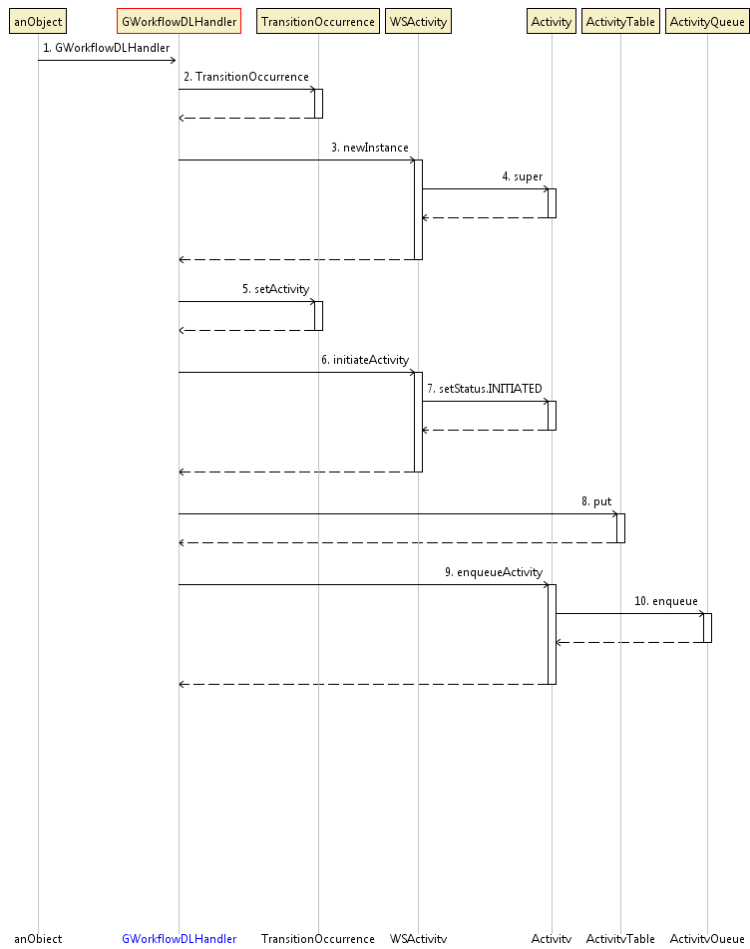 anObject GWorkflowDLHandler TransitionOccurrence WSActivity Activity ActivityTable ActivityQueue
1. GWorkflowDLHandler
2. TransitionOccurrence
3. newInstance
4. super
5. setActivity
6. initiateActivity
7. setStatus.INITIATED
8. put
9. enqueueActivity
10. enqueue
anObject GWorkflowDLHandler TransitionOccurrence WSActivity Activity ActivityTable ActivityQueue